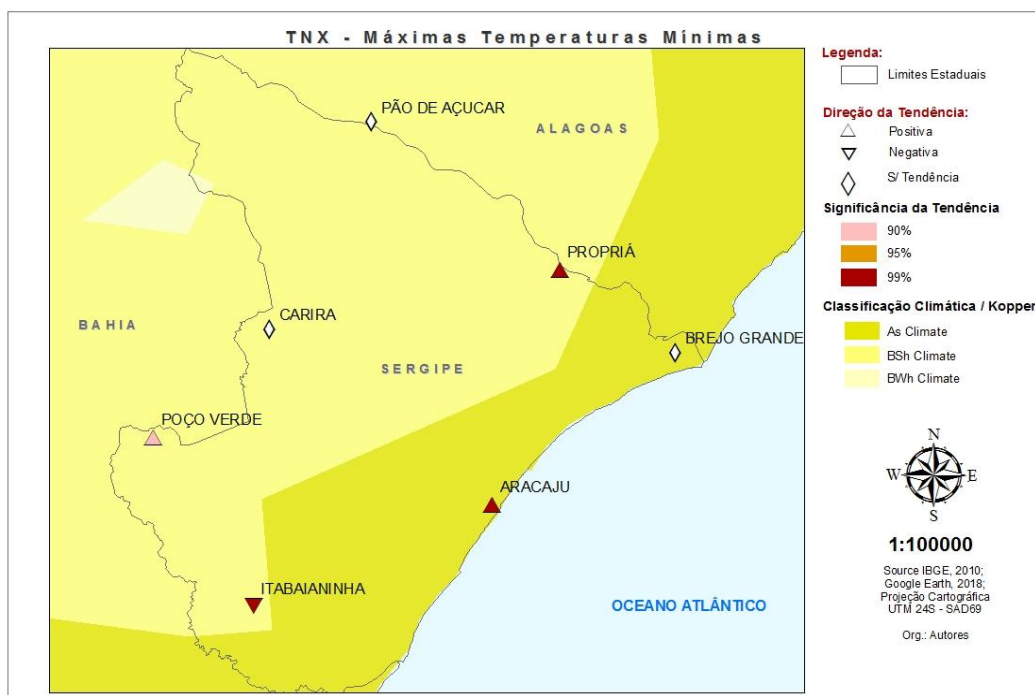 TNX - Máximas Temperaturas Mínimas
PÃO DE AÇUCAR
ALAGOAS
PROPRIÁ
CARIRA
BAHIA
BREJO GRANDE
SERGIPE
POÇO VERDE
ARACAJU
ITABAIANINHA
OCEANO ATLÂNTICO
Legenda:
Limites Estaduais
Direção da Tendência:
Positiva
Negativa
S/ Tendência
Significância da Tendência
90%
95%
99%
Classificação Climática / Kopper
As Climate
BSh Climate
BWh Climate
N
W E
S
1:100000
Source IBGE, 2010;
Google Earth, 2018;
Projeção Cartográfica
UTM 24S - SAD69
Org.: Autores